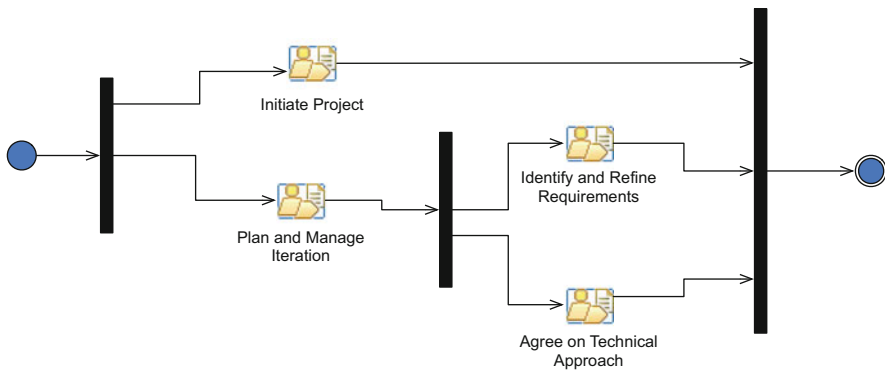 Initiate Project
Plan and Manage
Iteration
Identify and Refine
Requirements
Agree on Technical
Approach